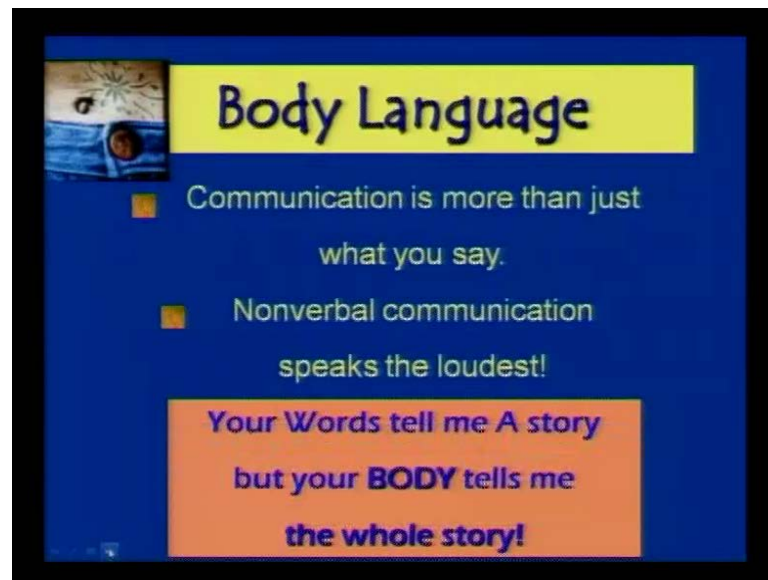 Body Language
Communication is more than just
what you say.
Nonverbal communication
speaks the loudest!
Your Words tell me A story
but your BODY tells me
the whole story!